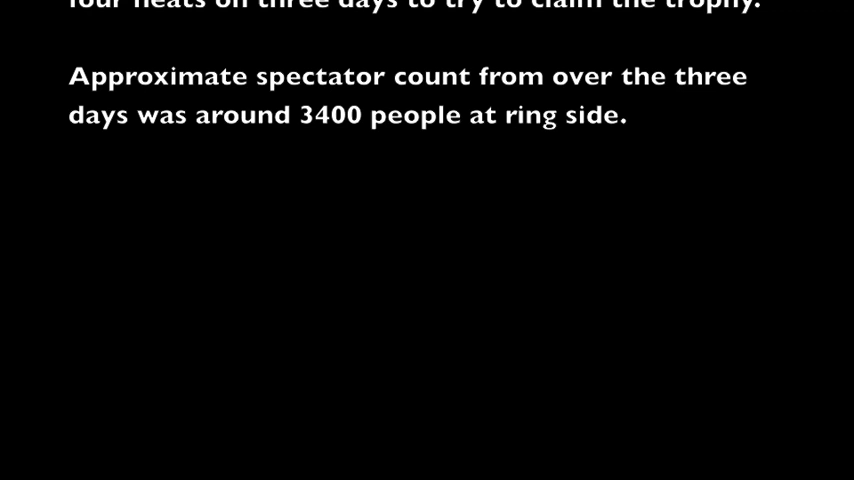 four heats on three days to try to claim the trophy.
Approximate spectator count from over the three
days was around 3400 people at ring side.